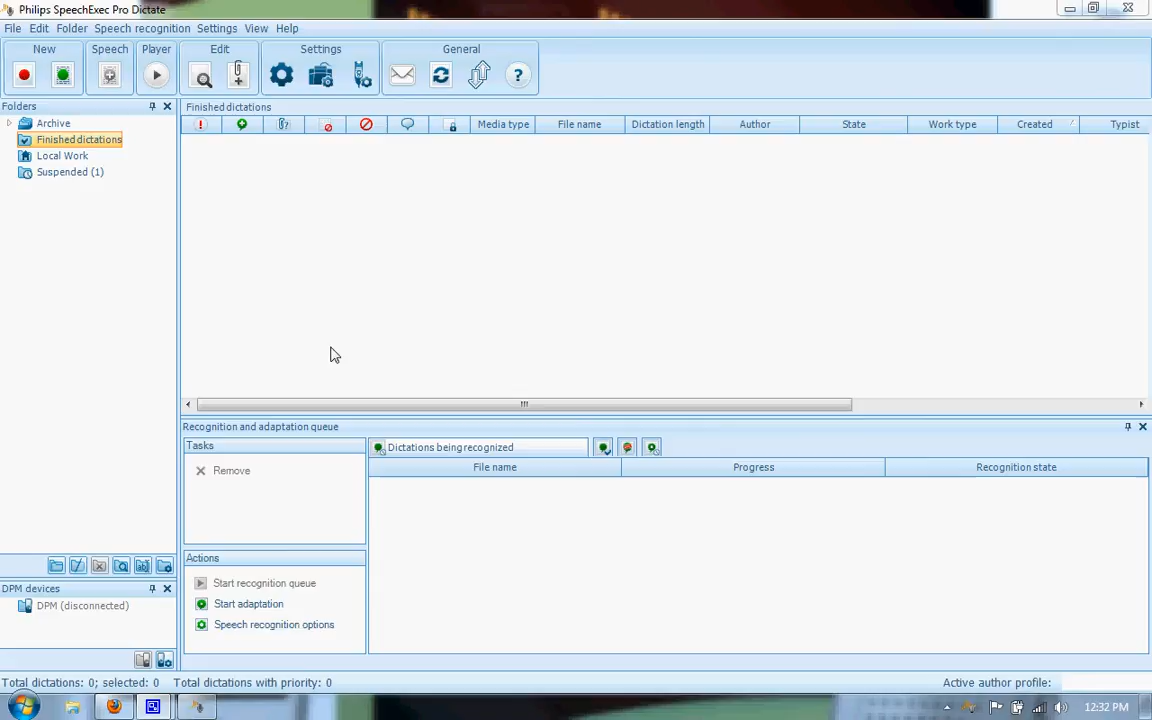 Philips SpeechExec Pro Dictate
File Edit Folder Speech recognition Settings View Help
New Speech Player Edit Settings General
Folders
Finished dictations
Archive
Media type File name Dictation length Author State Work type Created Typist
Finished dictations
Local Work
Suspended (1)
Recognition and adaptation queue
Tasks
Dictations being recognized
Remove
File name Progress Recognition state
Actions
Start recognition queue
Start adaptation
Speech recognition options
DPM devices
DPM (disconnected)
Total dictations: 0; selected: 0 Total dictations with priority: 0 Active author profile:
12:32 PM